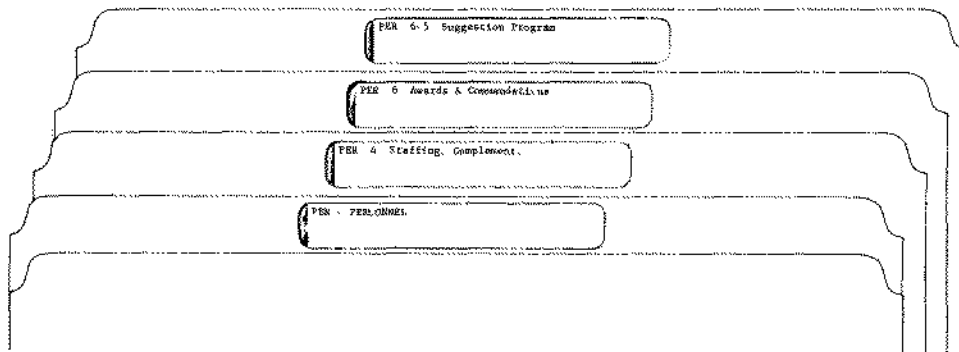 PER 6-5 Suggestion Program
PER 6 Awards & Commendations
PER 4 Staffing, Complement,
PER - PERSONNEL